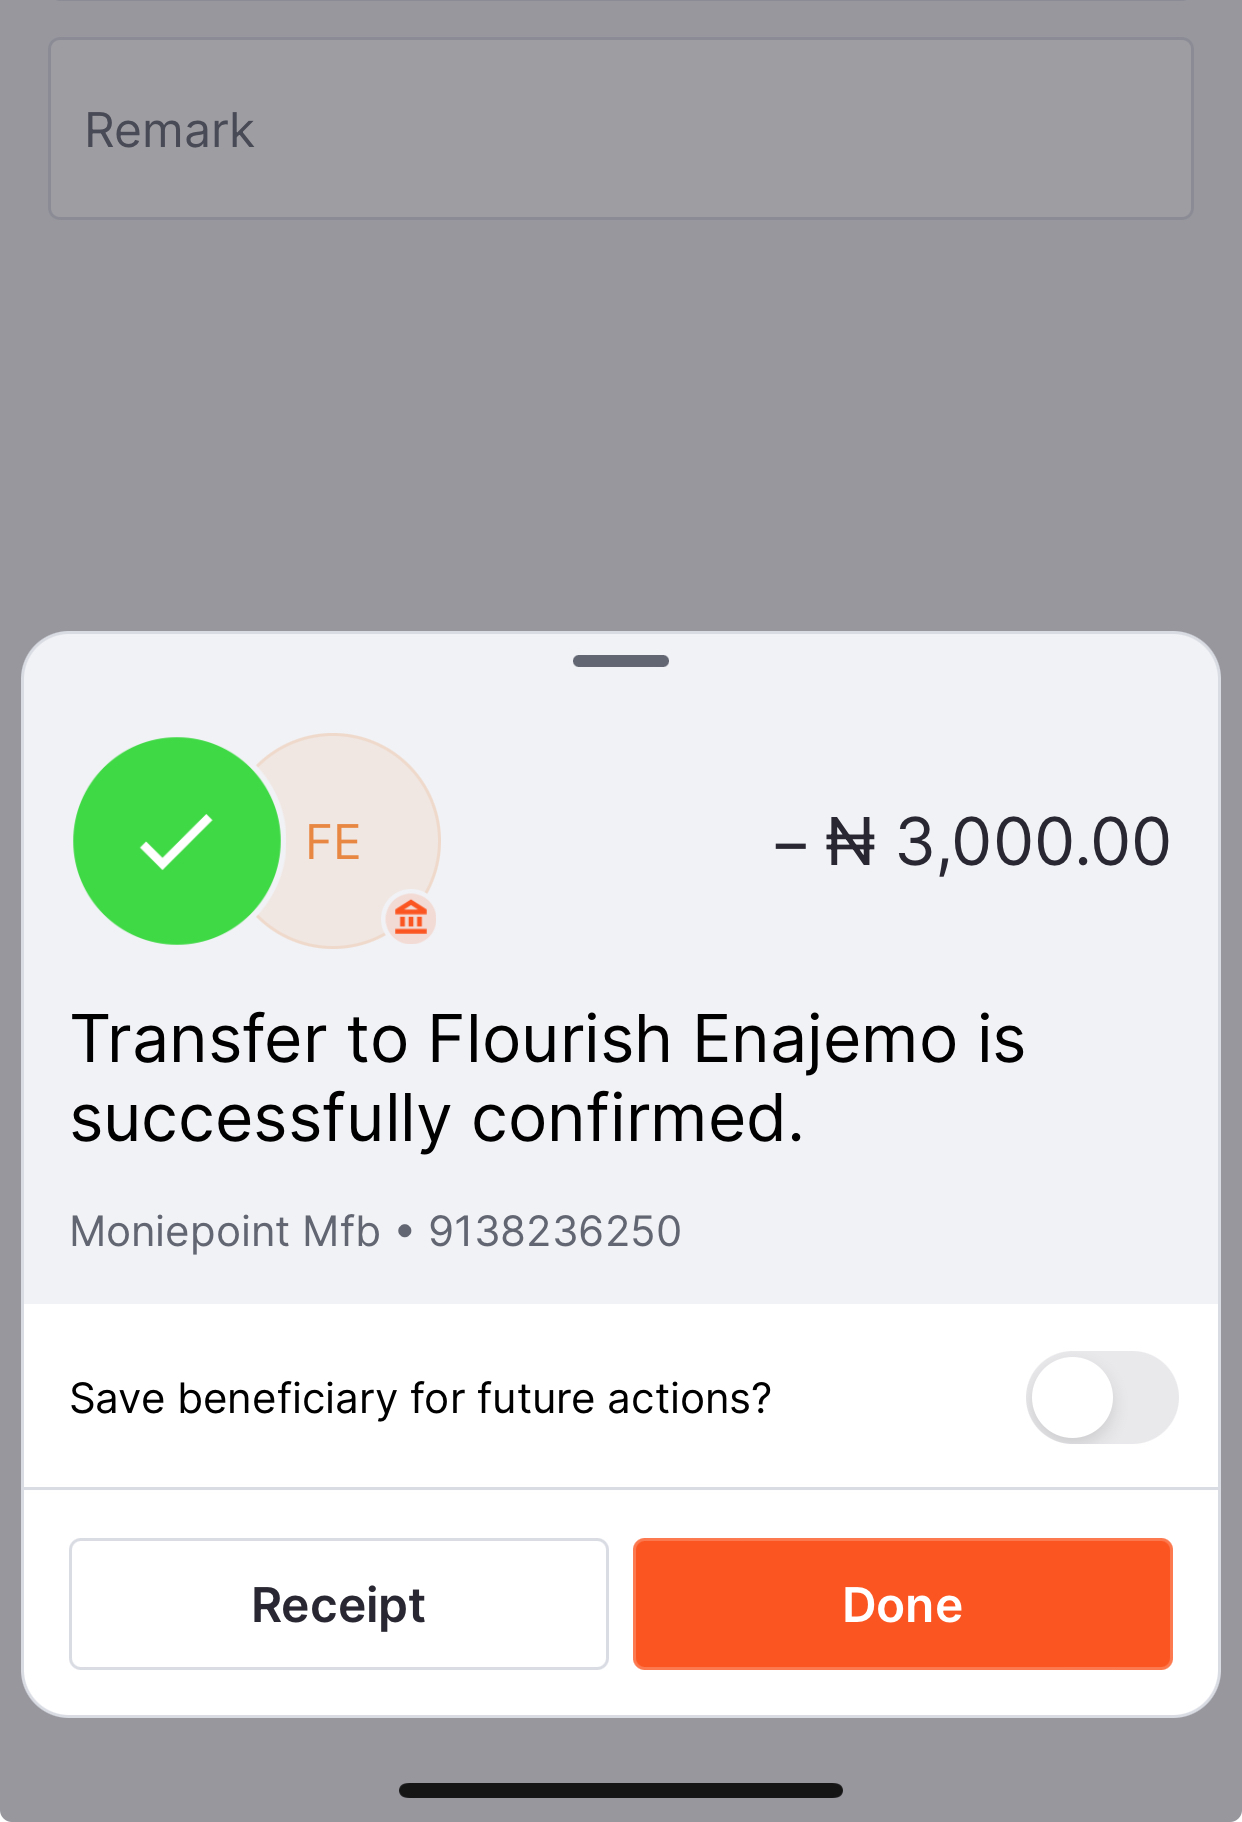 Remark
FE
– ₦ 3,000.00
Transfer to Flourish Enajemo is
successfully confirmed.
Moniepoint Mfb • 9138236250
Save beneficiary for future actions?
Receipt
Done